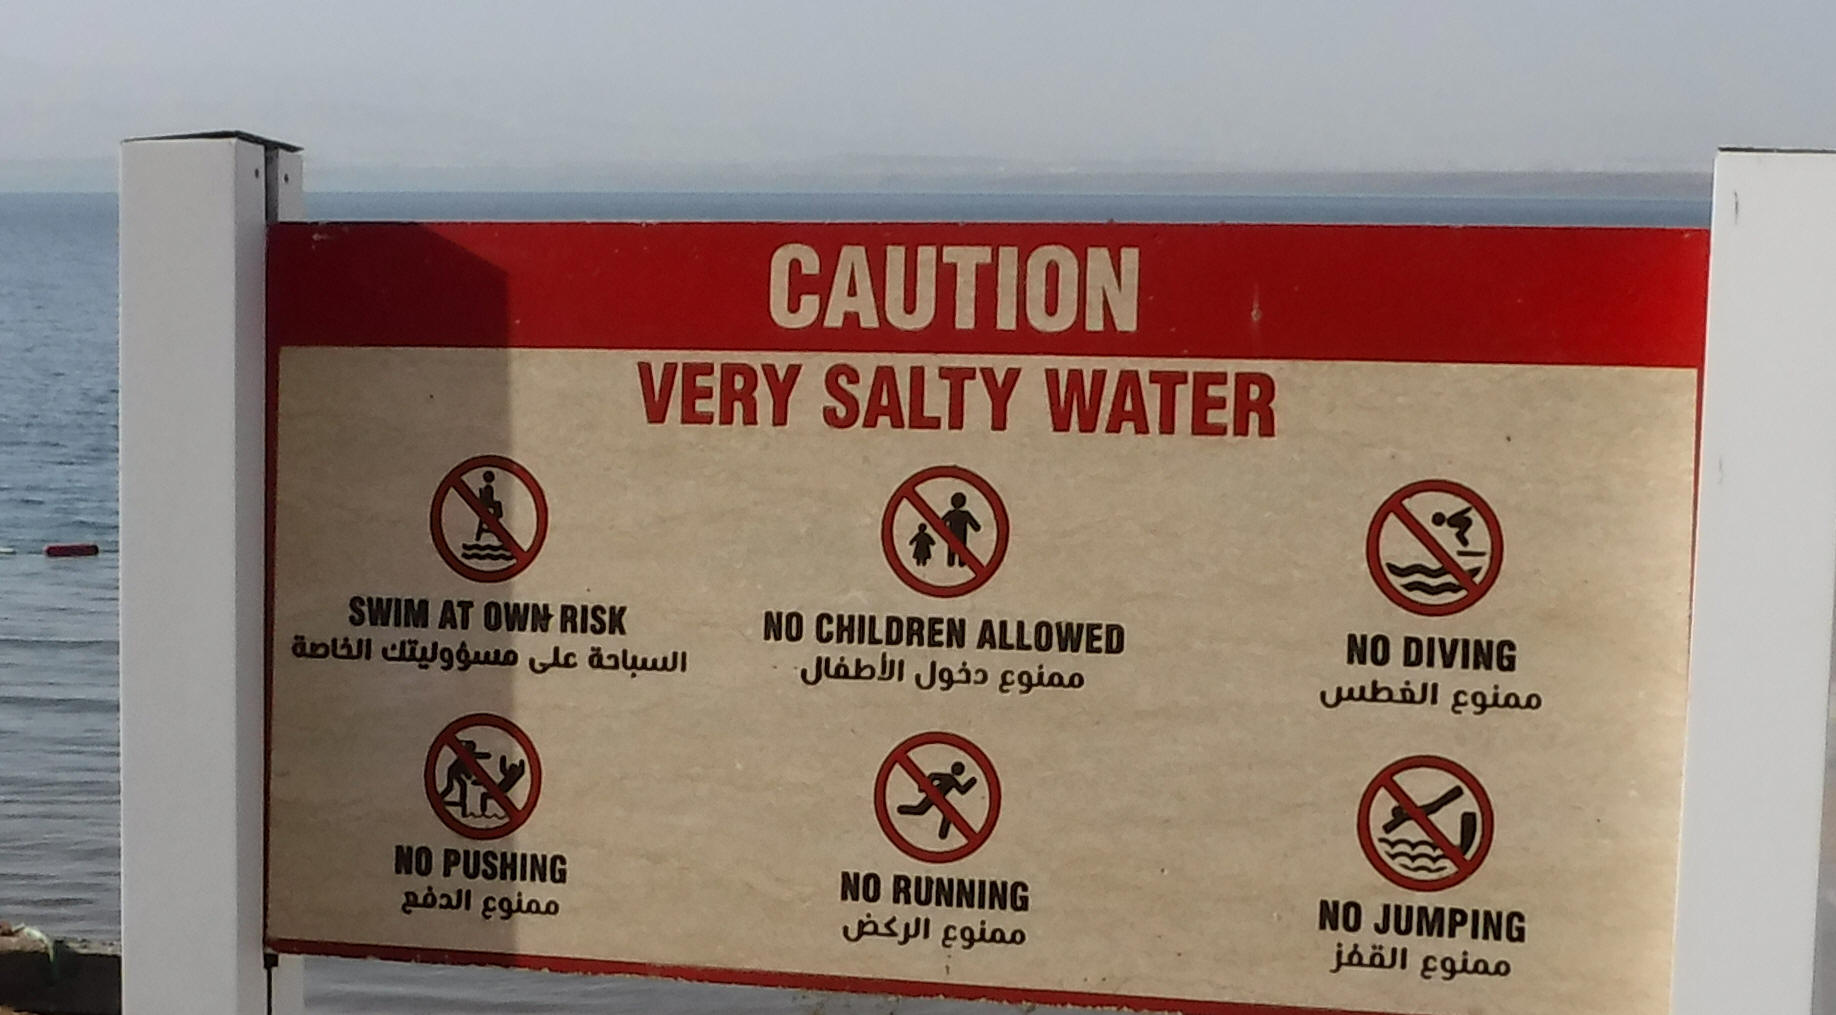 CAUTION
VERY SALTY WATER
SWIM AT OWN RISK
السباحة على مسؤوليتك الخاصة
NO CHILDREN ALLOWED
ممنوع دخول الأطفال
NO DIVING
ممنوع الغطس
NO PUSHING
ممنوع الدفع
NO RUNNING
ممنوع الركض
NO JUMPING
ممنوع القفز